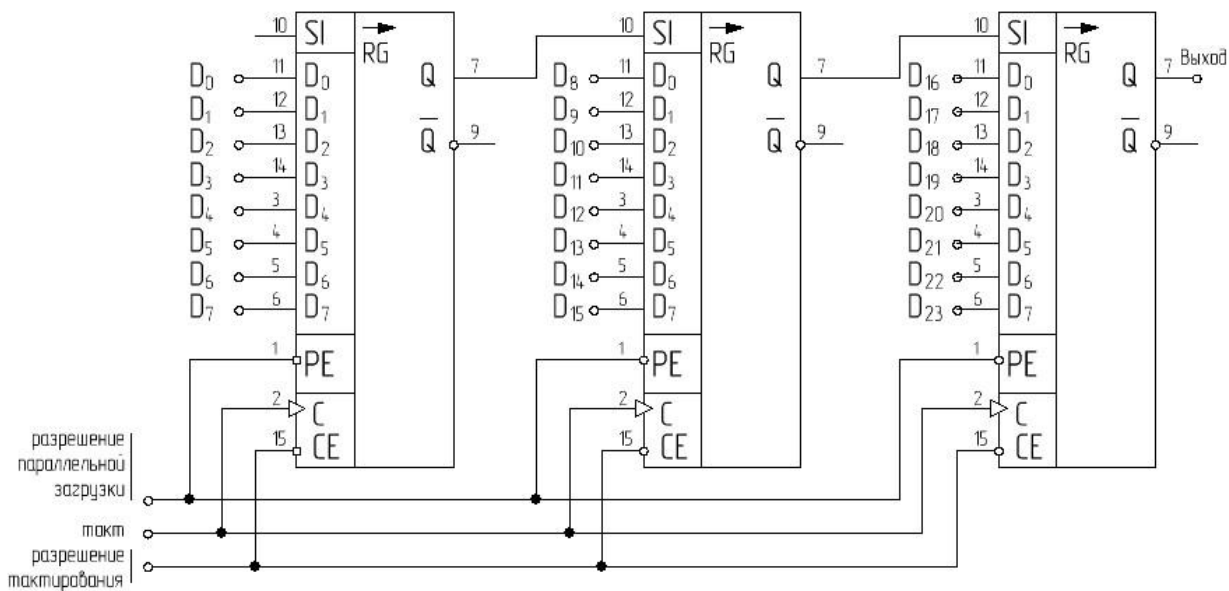 10 SI RG
D0 11 D0 Q 7
D1 12 D1
D2 13 D2 Q 9
D3 14 D3
D4 3 D4
D5 4 D5
D6 5 D6
D7 6 D7
1 PE
2 C
15 CE
10 SI RG
D8 11 D0 Q 7
D9 12 D1
D10 13 D2 Q 9
D11 14 D3
D12 3 D4
D13 4 D5
D14 5 D6
D15 6 D7
1 PE
2 C
15 CE
10 SI RG
D16 11 D0 Q 7 Выход
D17 12 D1
D18 13 D2 Q 9
D19 14 D3
D20 3 D4
D21 4 D5
D22 5 D6
D23 6 D7
1 PE
2 C
15 CE
разрешение
параллельной
загрузки
такт
разрешение
тактирования